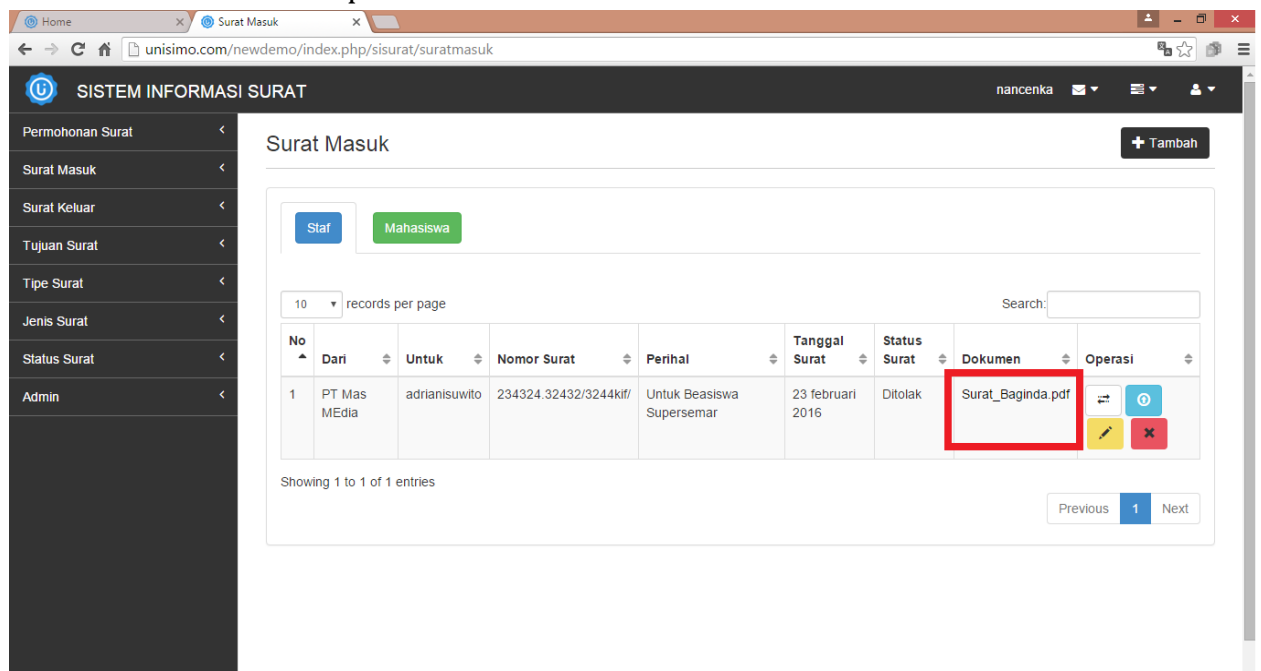 Home
Surat Masuk
unisimo.com/newdemo/index.php/sisurat/suratmasuk
SISTEM INFORMASI SURAT
nancenka
Permohonan Surat
Surat Masuk
Surat Keluar
Tujuan Surat
Tipe Surat
Jenis Surat
Status Surat
Admin
Surat Masuk
Tambah
Staf Mahasiswa
10 records per page
Search:
No Dari Untuk Nomor Surat Perihal Tanggal Surat Status Surat Dokumen Operasi
1 PT Mas MEdia adrianisuwito 234324.32432/3244kif/ Untuk Beasiswa Supersemar 23 februari 2016 Ditolak Surat_Baginda.pdf
Showing 1 to 1 of 1 entries
Previous 1 Next